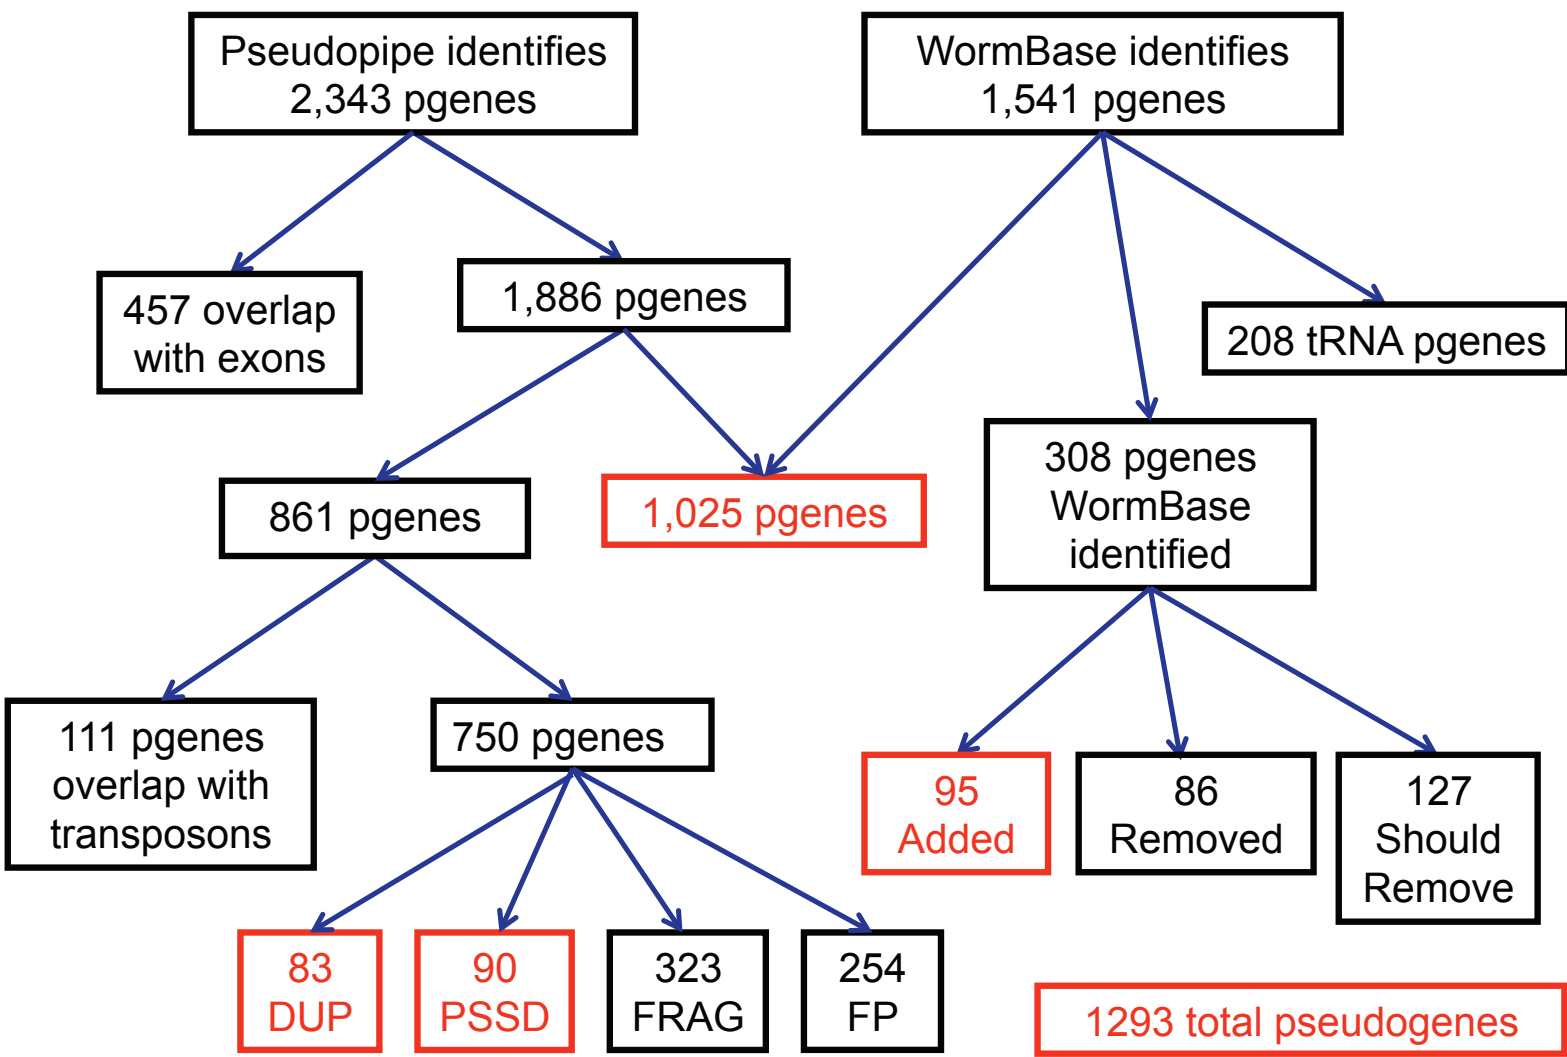 Pseudopipe identifies
2,343 pgenes
WormBase identifies
1,541 pgenes
457 overlap
with exons
1,886 pgenes
208 tRNA pgenes
861 pgenes
1,025 pgenes
308 pgenes
WormBase
identified
111 pgenes
overlap with
transposons
750 pgenes
95
Added
86
Removed
127
Should
Remove
83
DUP
90
PSSD
323
FRAG
254
FP
1293 total pseudogenes